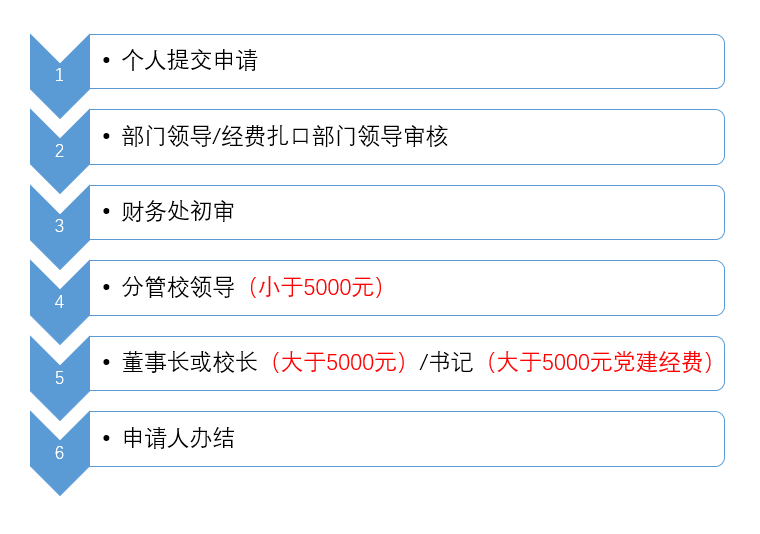 1
• 个人提交申请
2
• 部门领导/经费扎口部门领导审核
3
• 财务处初审
4
• 分管校领导（小于5000元）
5
• 董事长或校长（大于5000元）/书记（大于5000元党建经费）
6
• 申请人办结